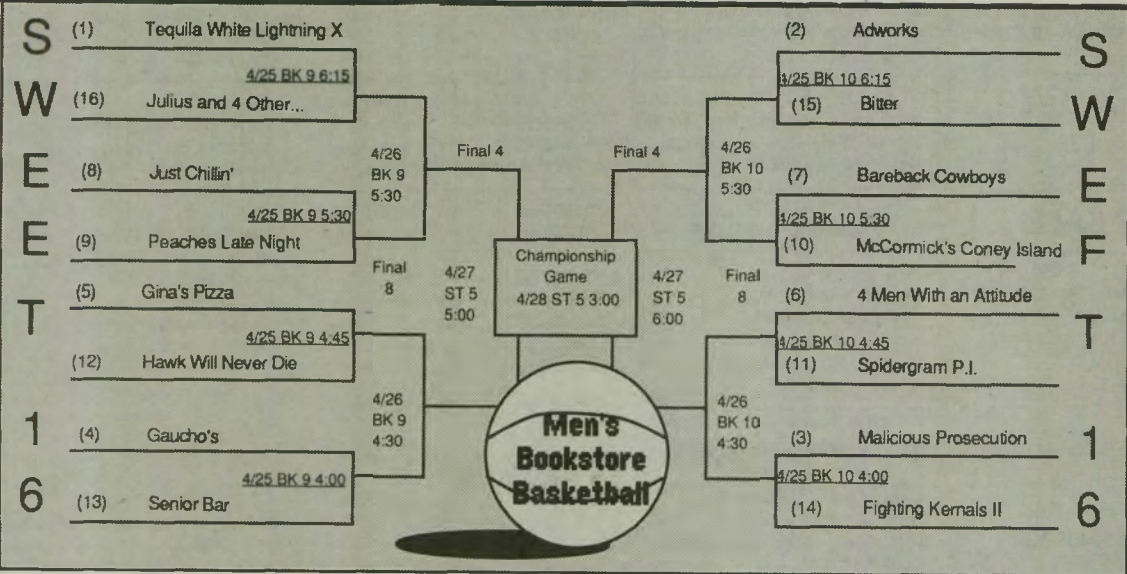 SWEET 16
(1) Tequila White Lightning X
4/25 BK 9 6:15
(16) Julius and 4 Other...
(8) Just Chillin'
4/25 BK 9 5:30
(9) Peaches Late Night
(5) Gina's Pizza
4/25 BK 9 4:45
(12) Hawk Will Never Die
(4) Gaucho's
4/25 BK 9 4:00
(13) Senior Bar
4/26
BK 9
5:30
Final
8
4/26
BK 9
4:30
Final 4
4/27
ST 5
5:00
Championship
Game
4/28 ST 5 3:00
Men's
Bookstore
Basketball
Final 4
4/27
ST 5
6:00
4/26
BK 10
5:30
Final
8
4/26
BK 10
4:30
(2) Adworks
4/25 BK 10 6:15
(15) Bitter
(7) Bareback Cowboys
4/25 BK 10 5:30
(10) McCormick's Coney Island
(6) 4 Men With an Attitude
4/25 BK 10 4:45
(11) Spidergram P.I.
(3) Malicious Prosecution
4/25 BK 10 4:00
(14) Fighting Kernals II
SWEFT 16